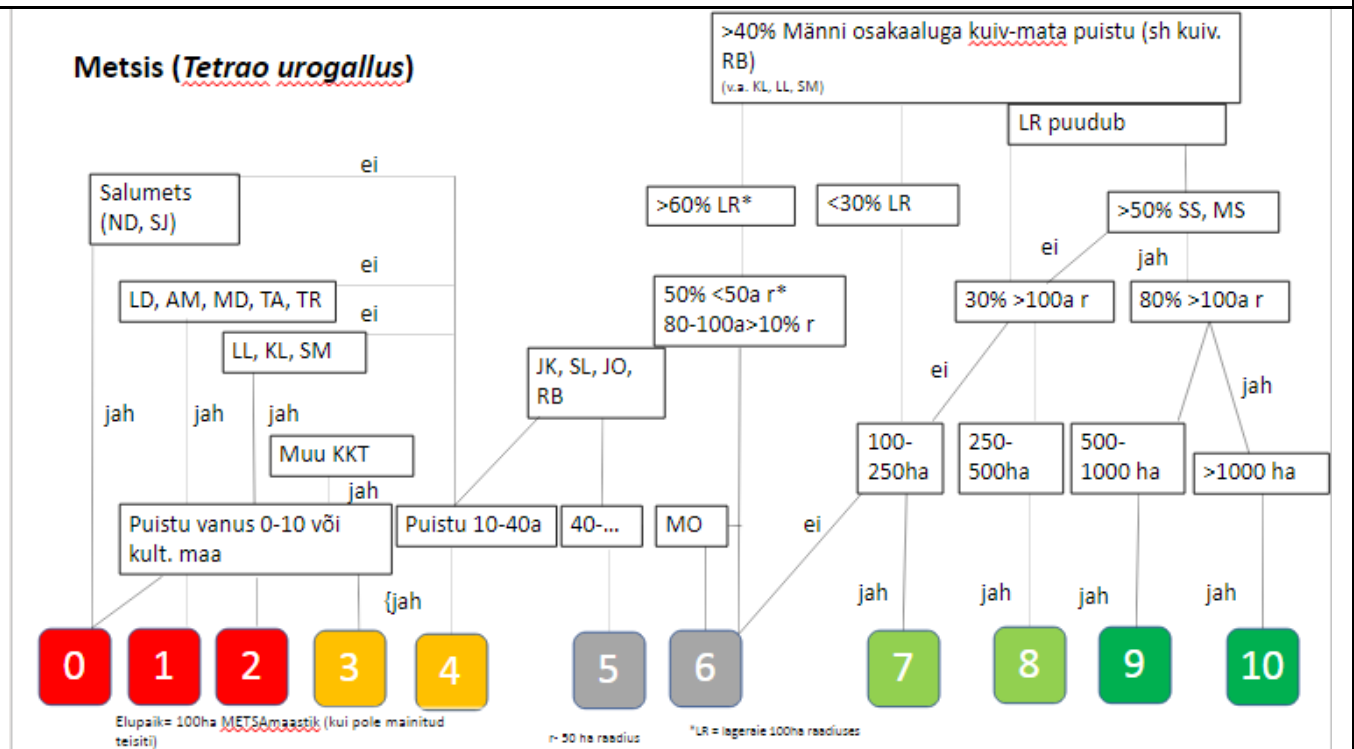 Metsis (Tetrao urogallus)
>40% Männi osakaaluga kuiv-mata puistu (sh kuiv.
RB)
(v.a. KL, LL, SM)
LR puudub
ei
Salumets
(ND, SJ)
>60% LR*
<30% LR
>50% SS, MS
ei
jah
ei
LD, AM, MD, TA, TR
50% <50a r*
80-100a>10% r
30% >100a r
80% >100a r
ei
LL, KL, SM
JK, SL, JO,
RB
ei
jah
jah
jah
jah
Muu KKT
jah
100-
250ha
250-
500ha
500-
1000 ha
>1000 ha
Puistu vanus 0-10 või
kult. maa
Puistu 10-40a
40-...
MO
ei
{jah
jah
jah
jah
jah
0
1
2
3
4
5
6
7
8
9
10
Elupaik= 100ha METSAmaastik (kui pole mainitud
teisiti)
r- 50 ha raadius
*LR = lageraie 100ha raadiuses